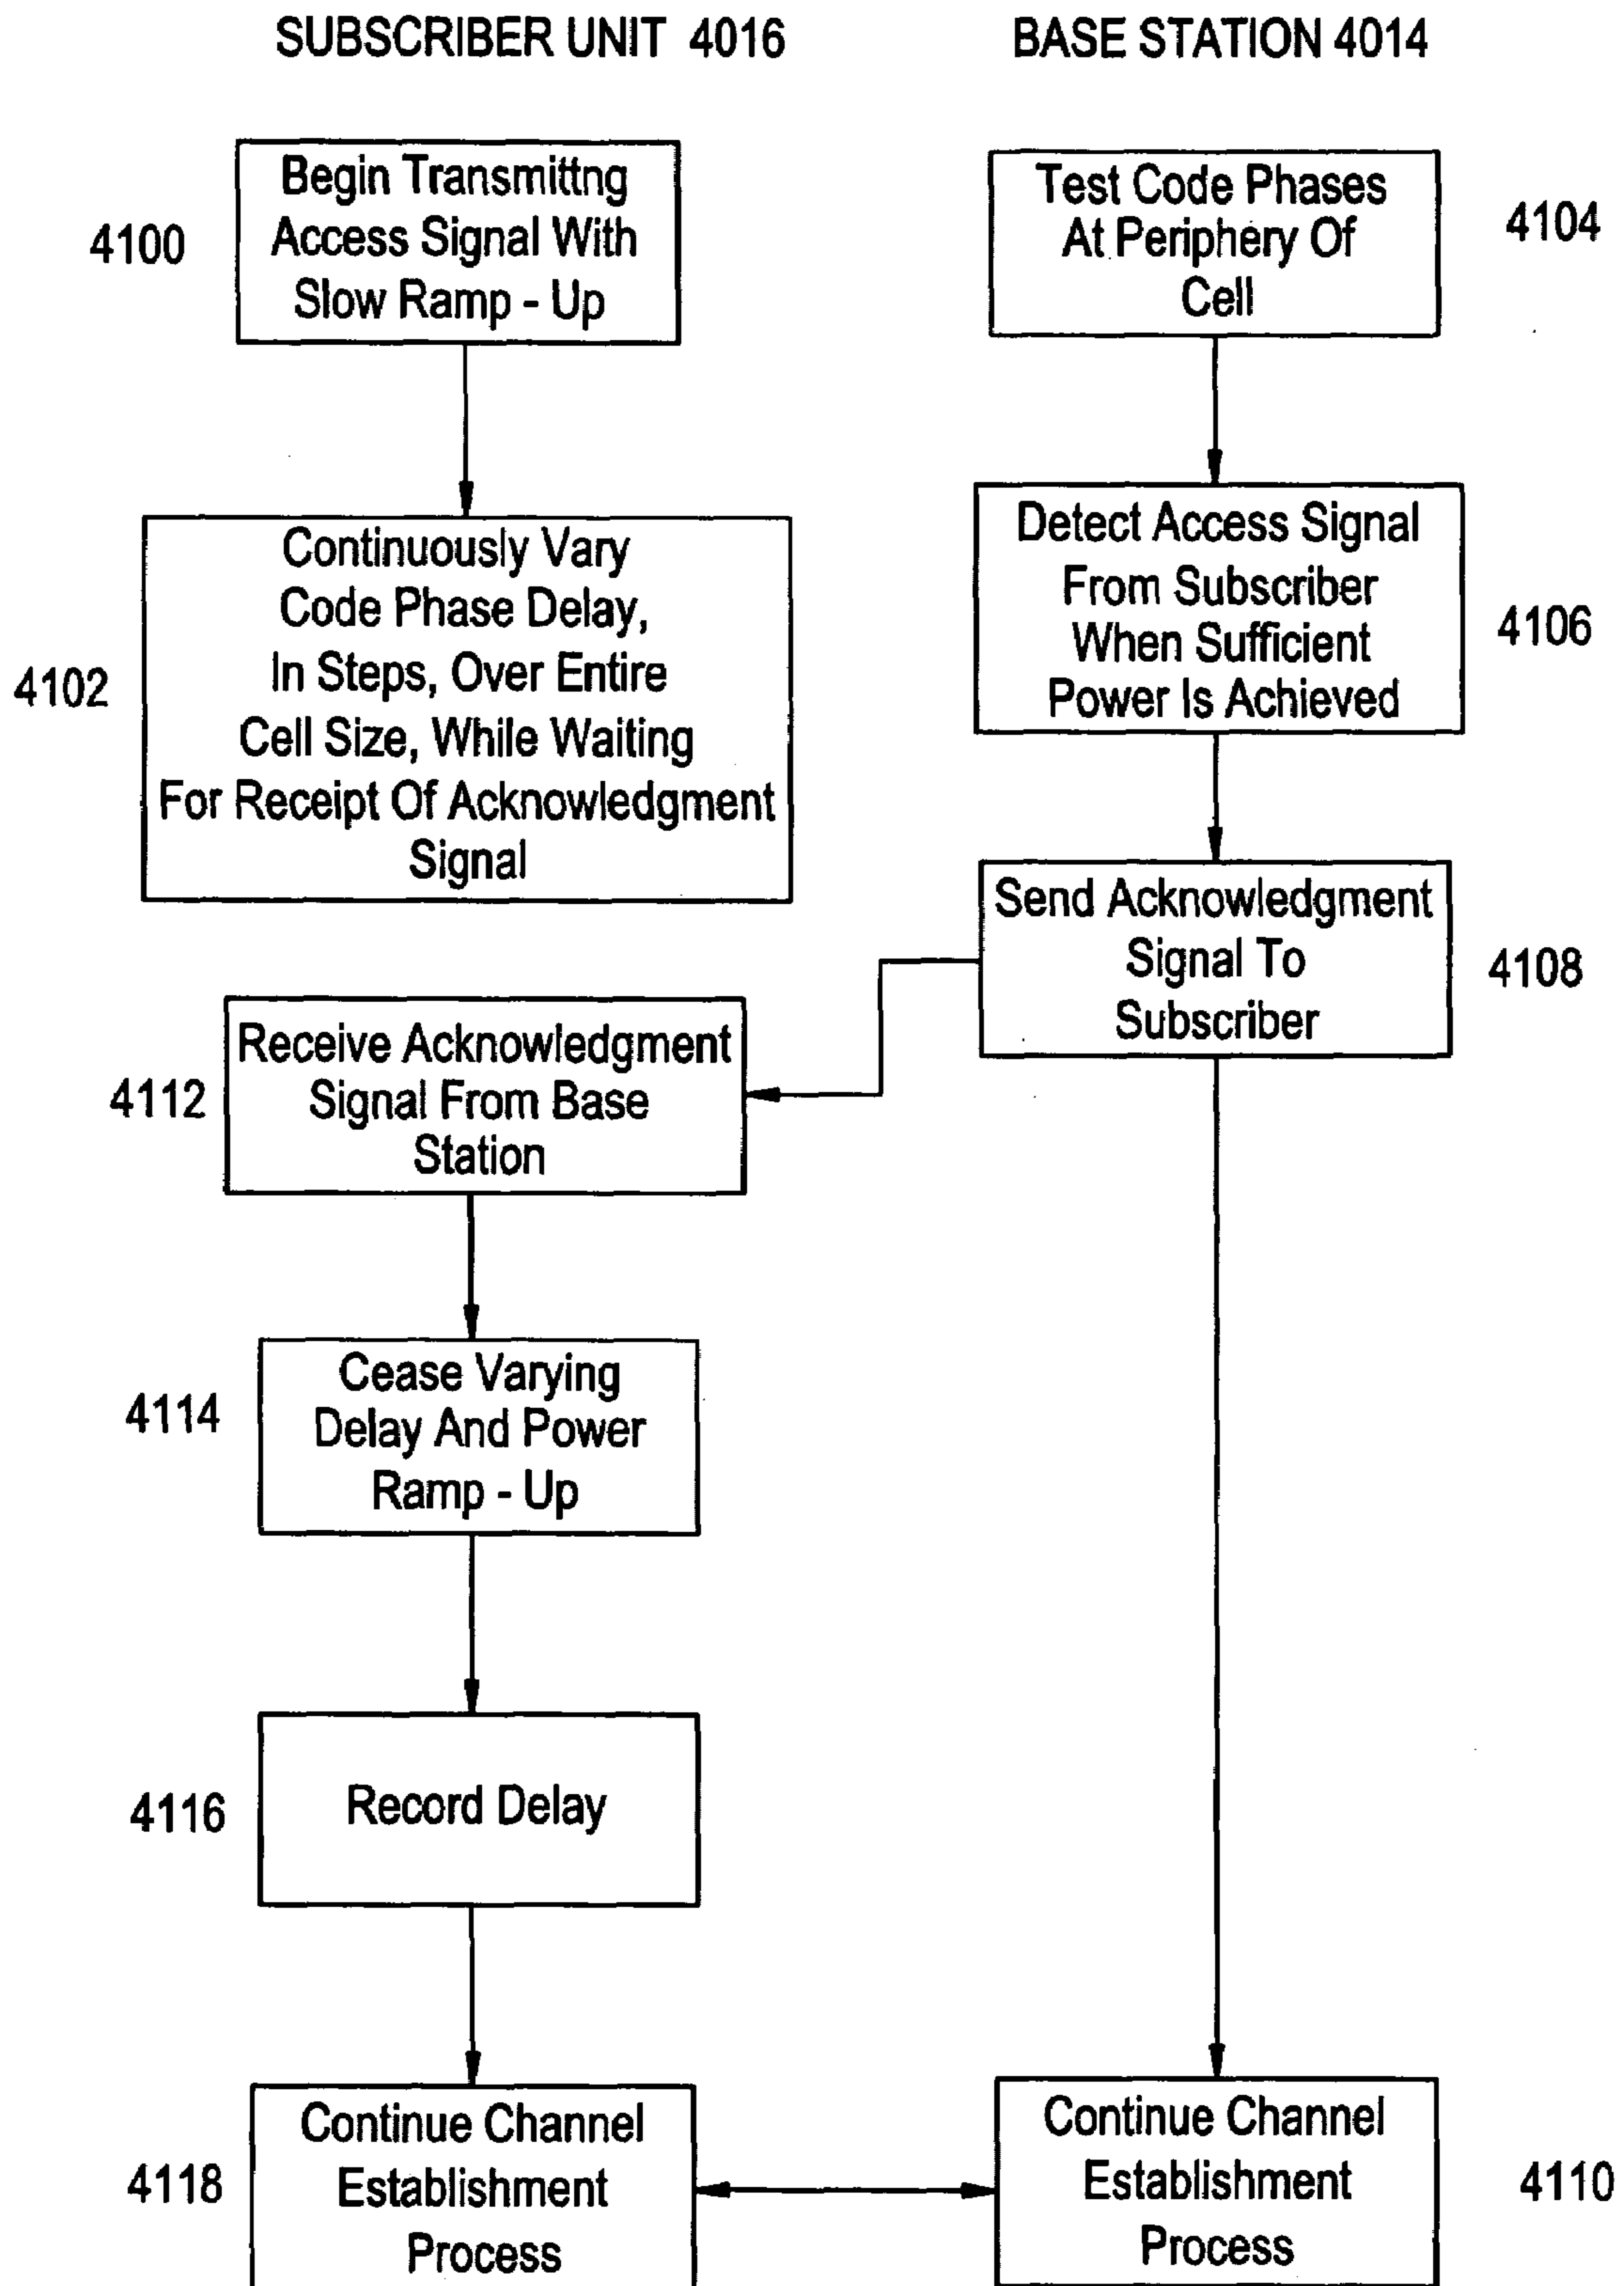 SUBSCRIBER UNIT 4016
BASE STATION 4014
4100
Begin Transmittng
Access Signal With
Slow Ramp - Up
Test Code Phases
At Periphery Of
Cell
4104
4102
Continuously Vary
Code Phase Delay,
In Steps, Over Entire
Cell Size, While Waiting
For Receipt Of Acknowledgment
Signal
Detect Access Signal
From Subscriber
When Sufficient
Power Is Achieved
4106
Send Acknowledgment
Signal To
Subscriber
4108
4112
Receive Acknowledgment
Signal From Base
Station
4114
Cease Varying
Delay And Power
Ramp - Up
4116
Record Delay
4118
Continue Channel
Establishment
Process
Continue Channel
Establishment
Process
4110